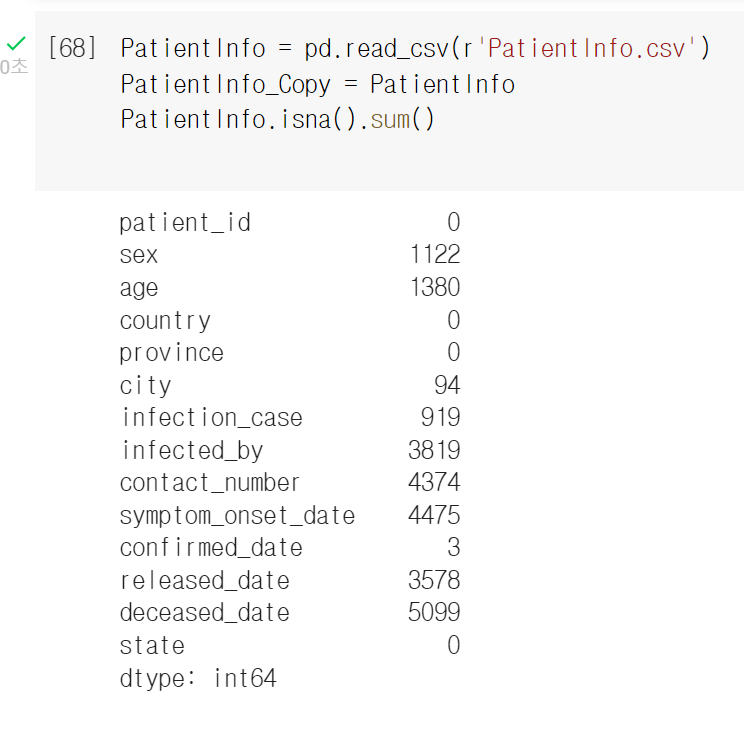 [68] PatientInfo = pd.read_csv(r'PatientInfo.csv')
0초 PatientInfo_Copy = PatientInfo
PatientInfo.isna().sum()
patient_id 0
sex 1122
age 1380
country 0
province 0
city 94
infection_case 919
infected_by 3819
contact_number 4374
symptom_onset_date 4475
confirmed_date 3
released_date 3578
deceased_date 5099
state 0
dtype: int64